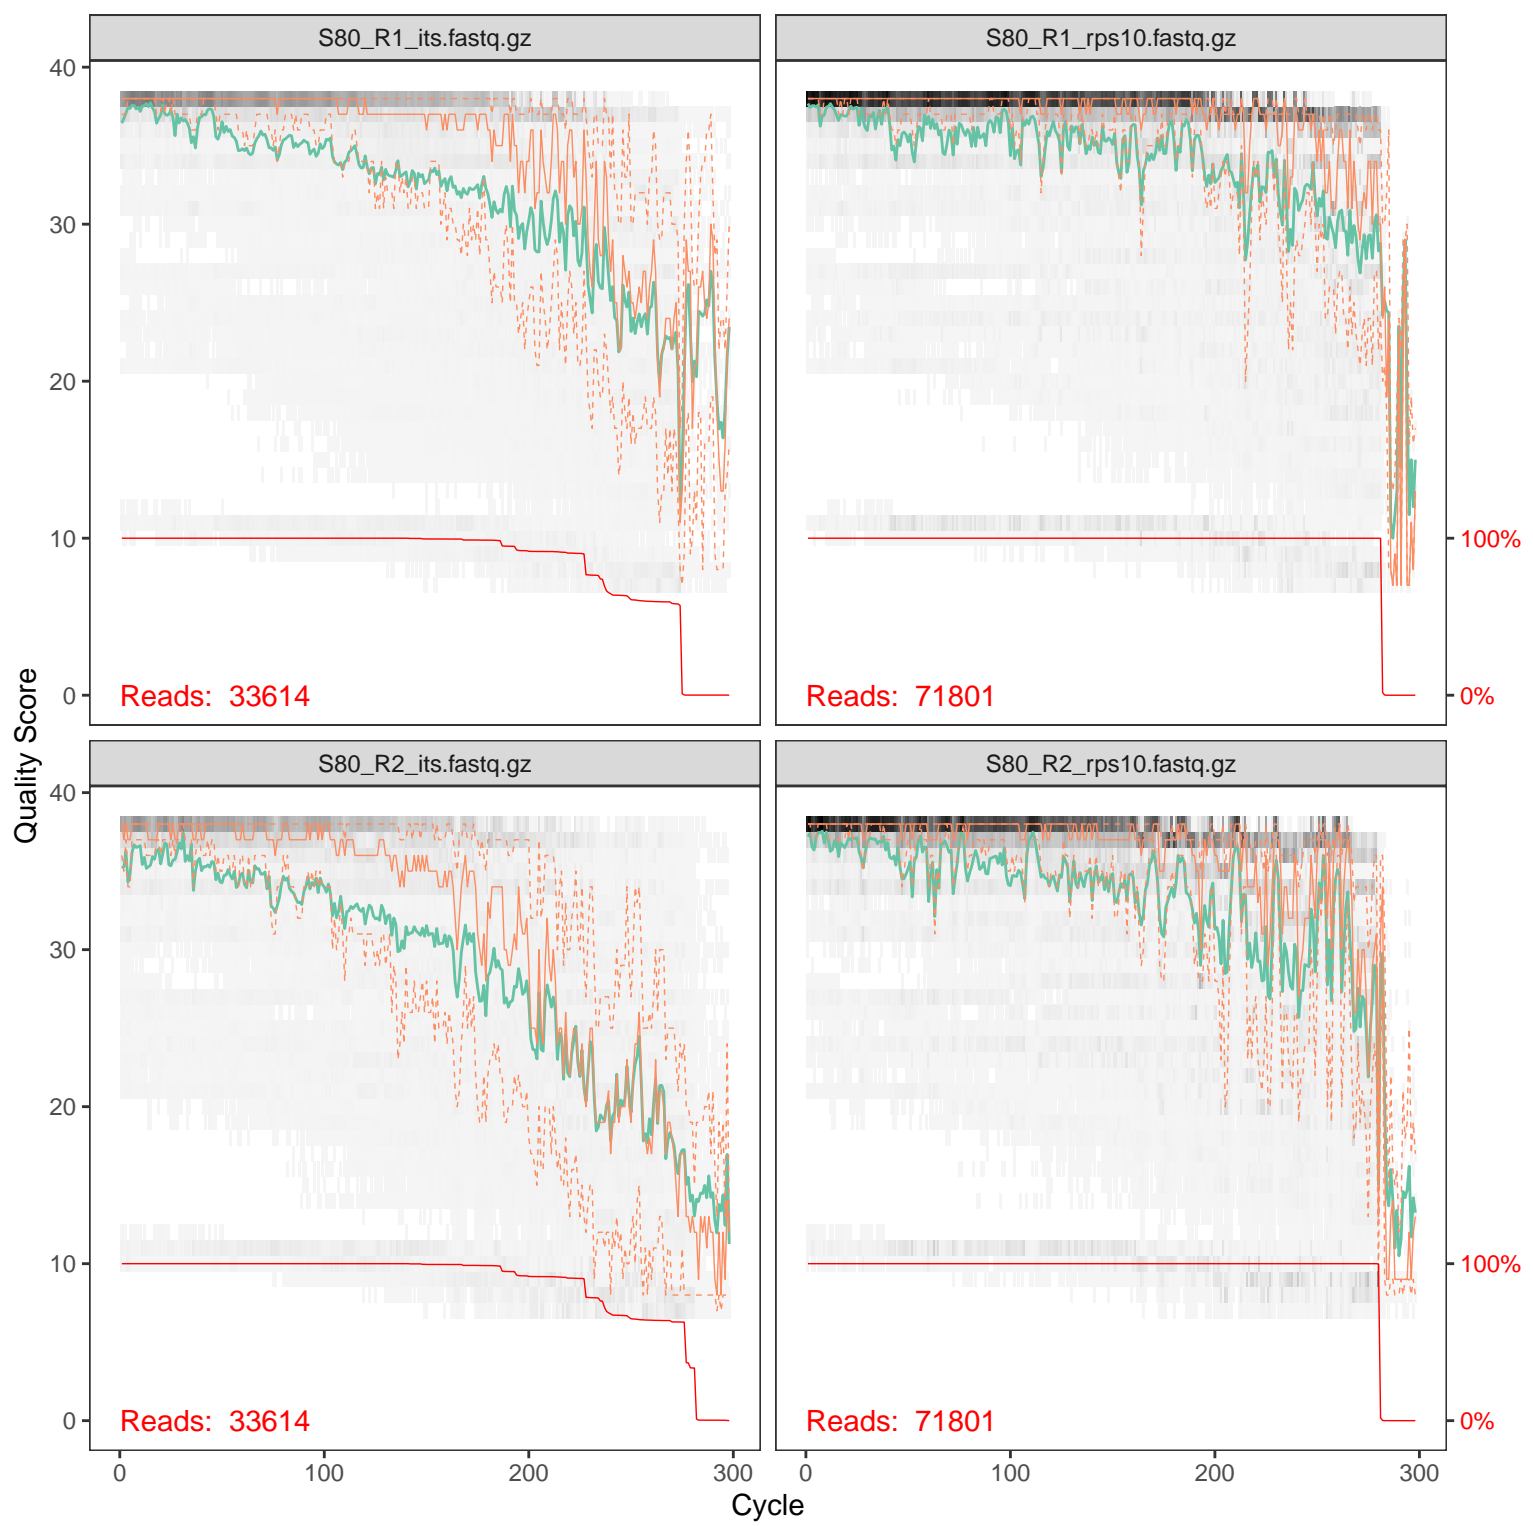 S80_R1_its.fastq.gz
S80_R1_rps10.fastq.gz
40
30
20
10
0
100%
0%
Reads: 33614
Reads: 71801
Quality Score
S80_R2_its.fastq.gz
S80_R2_rps10.fastq.gz
40
30
20
10
0
100%
0%
Reads: 33614
Reads: 71801
0 100 200 300
0 100 200 300
Cycle